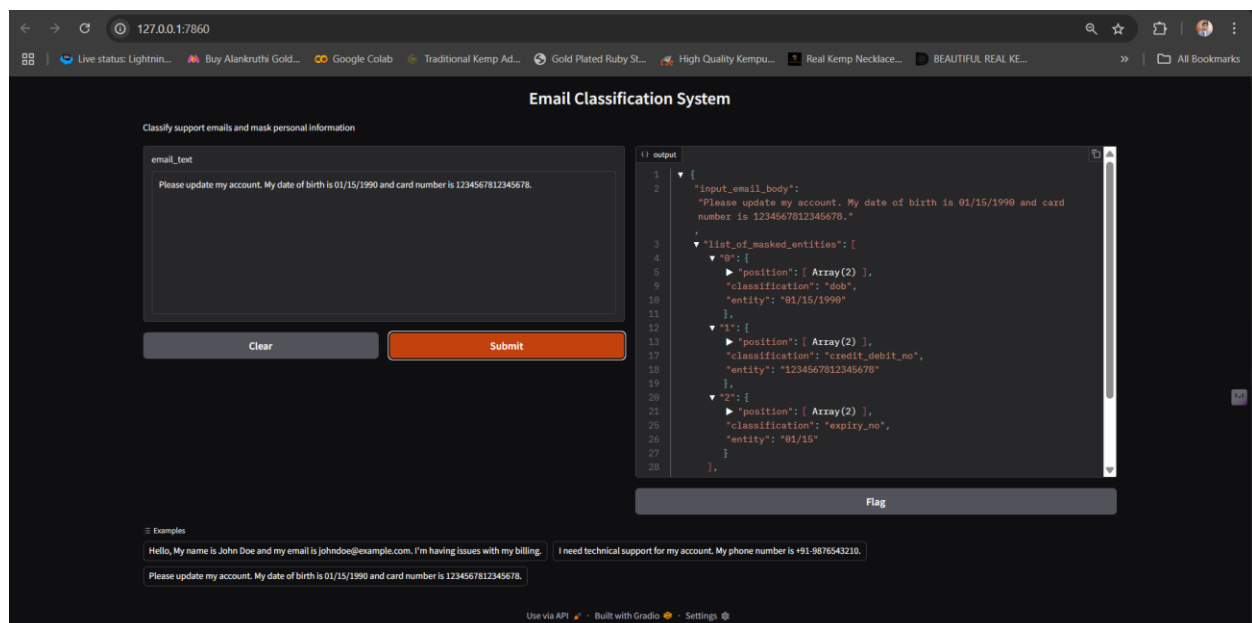 127.0.0.1:7860
Live status: Lightnin...
Buy Alankruthi Gold...
Google Colab
Traditional Kemp Ad...
Gold Plated Ruby St...
High Quality Kempu...
Real Kemp Necklace...
BEAUTIFUL REAL KE...
»
All Bookmarks
Email Classification System
Classify support emails and mask personal information
email_text
Please update my account. My date of birth is 01/15/1990 and card number is 1234567812345678.
Clear
Submit
output
1 {
2 "input_email_body":
"Please update my account. My date of birth is 01/15/1990 and card
number is 1234567812345678."
,
3 "list_of_masked_entities": [
4 "0": {
5 "position": [ Array(2) ],
9 "classification": "dob",
10 "entity": "01/15/1990"
11 },
12 "1": {
13 "position": [ Array(2) ],
17 "classification": "credit_debit_no",
18 "entity": "1234567812345678"
19 },
20 "2": {
21 "position": [ Array(2) ],
25 "classification": "expiry_no",
26 "entity": "01/15"
27 }
28 ],
Flag
Examples
Hello, My name is John Doe and my email is johndoe@example.com. I'm having issues with my billing.
I need technical support for my account. My phone number is +91-9876543210.
Please update my account. My date of birth is 01/15/1990 and card number is 1234567812345678.
Use via API · Built with Gradio · Settings